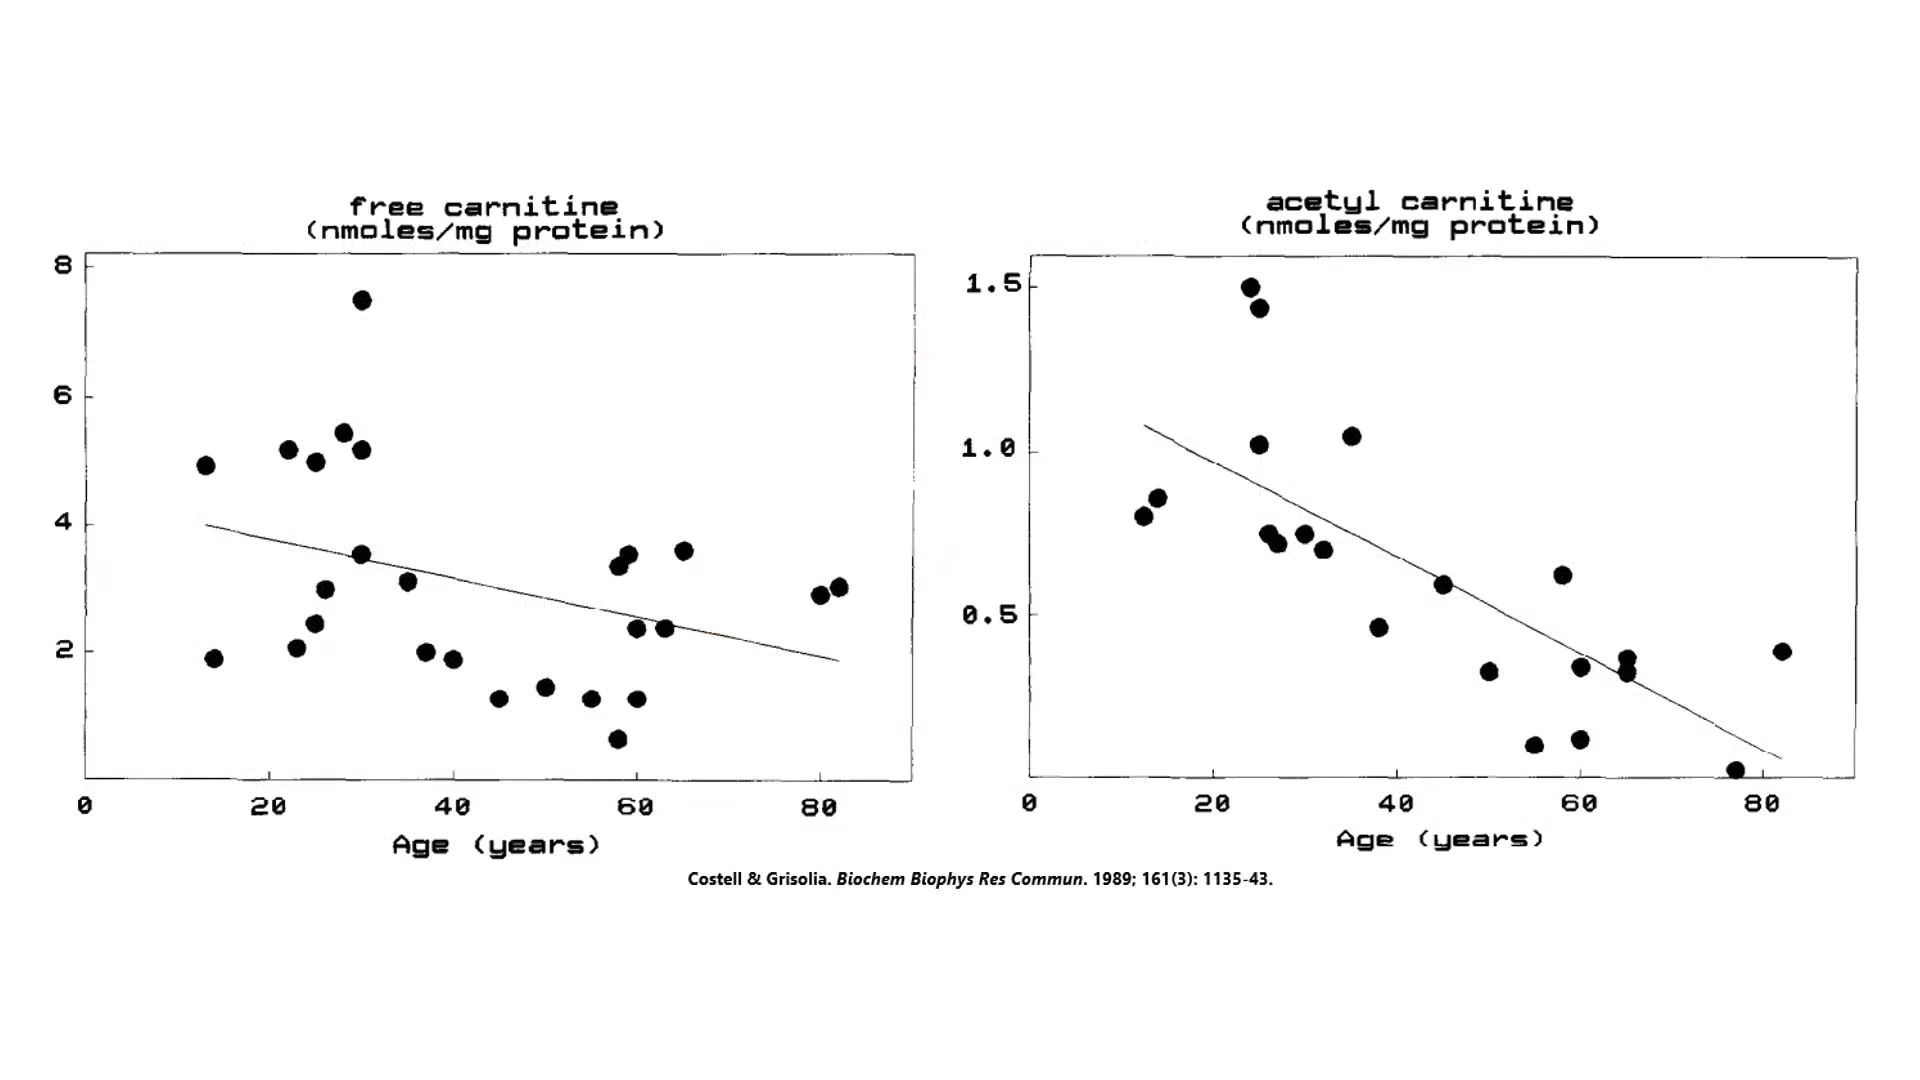 free carnitine
(nmoles/mg protein)
8
6
4
2
0 20 40 60 80
Age (years)
acetyl carnitine
(nmoles/mg protein)
1.5
1.0
0.5
0 20 40 60 80
Age (years)
Costell & Grisolia. Biochem Biophys Res Commun. 1989; 161(3): 1135-43.